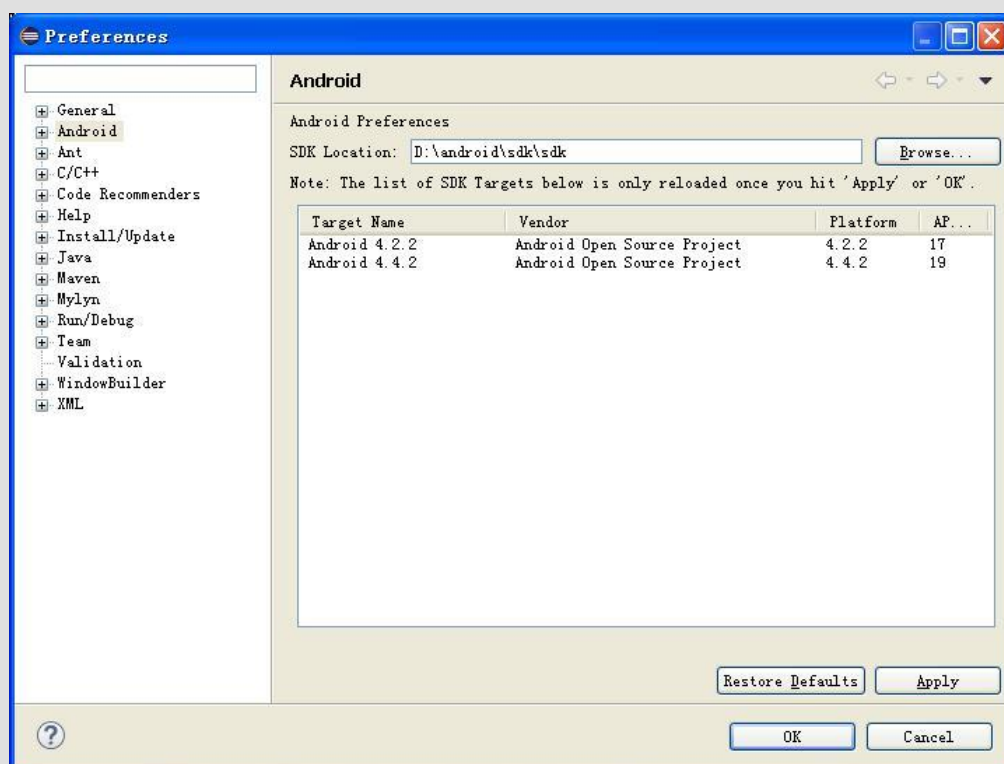 Preferences
Android
General
Android
Ant
C/C++
Code Recommenders
Help
Install/Update
Java
Maven
Mylyn
Run/Debug
Team
Validation
WindowBuilder
XML
Android Preferences
SDK Location: D:\android\sdk\sdk Browse...
Note: The list of SDK Targets below is only reloaded once you hit 'Apply' or 'OK'.
Target Name Vendor Platform AP...
Android 4.2.2 Android Open Source Project 4.2.2 17
Android 4.4.2 Android Open Source Project 4.4.2 19
Restore Defaults Apply
? OK Cancel